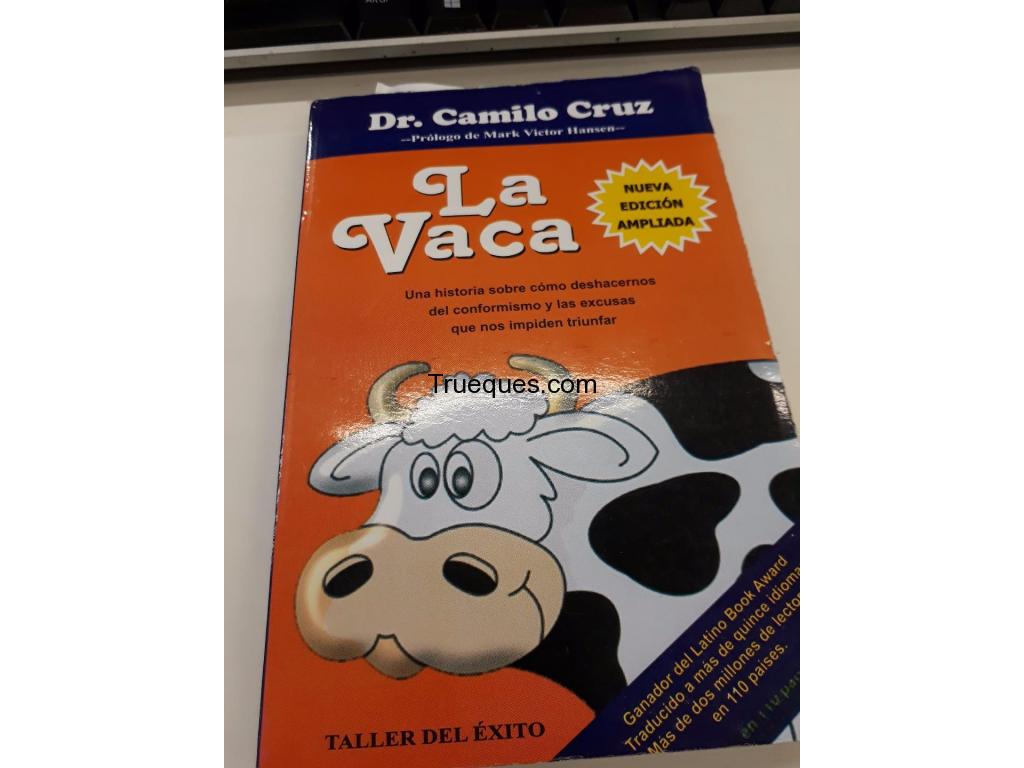 Dr. Camilo Cruz
--Prólogo de Mark Victor Hansen--
La
Vaca
NUEVA
EDICIÓN
AMPLIADA
Una historia sobre cómo deshacernos
del conformismo y las excusas
que nos impiden triunfar
Trueques.com
Ganador del Latino Book Award
Traducido a más de quince idioma
Más de dos millones de lecto
en 110 países.
TALLER DEL ÉXITO